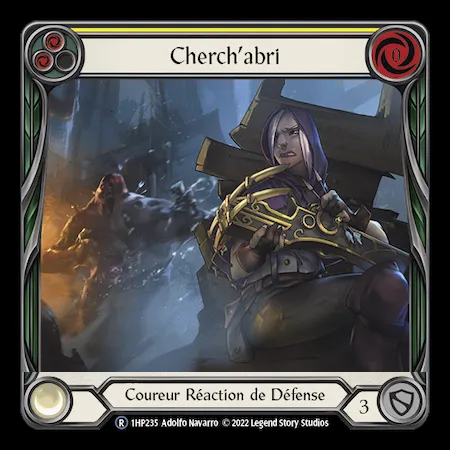 Cherch'abri
0
Coureur Réaction de Défense
3
R 1HP235 Adolfo Navarro © 2022 Legend Story Studios